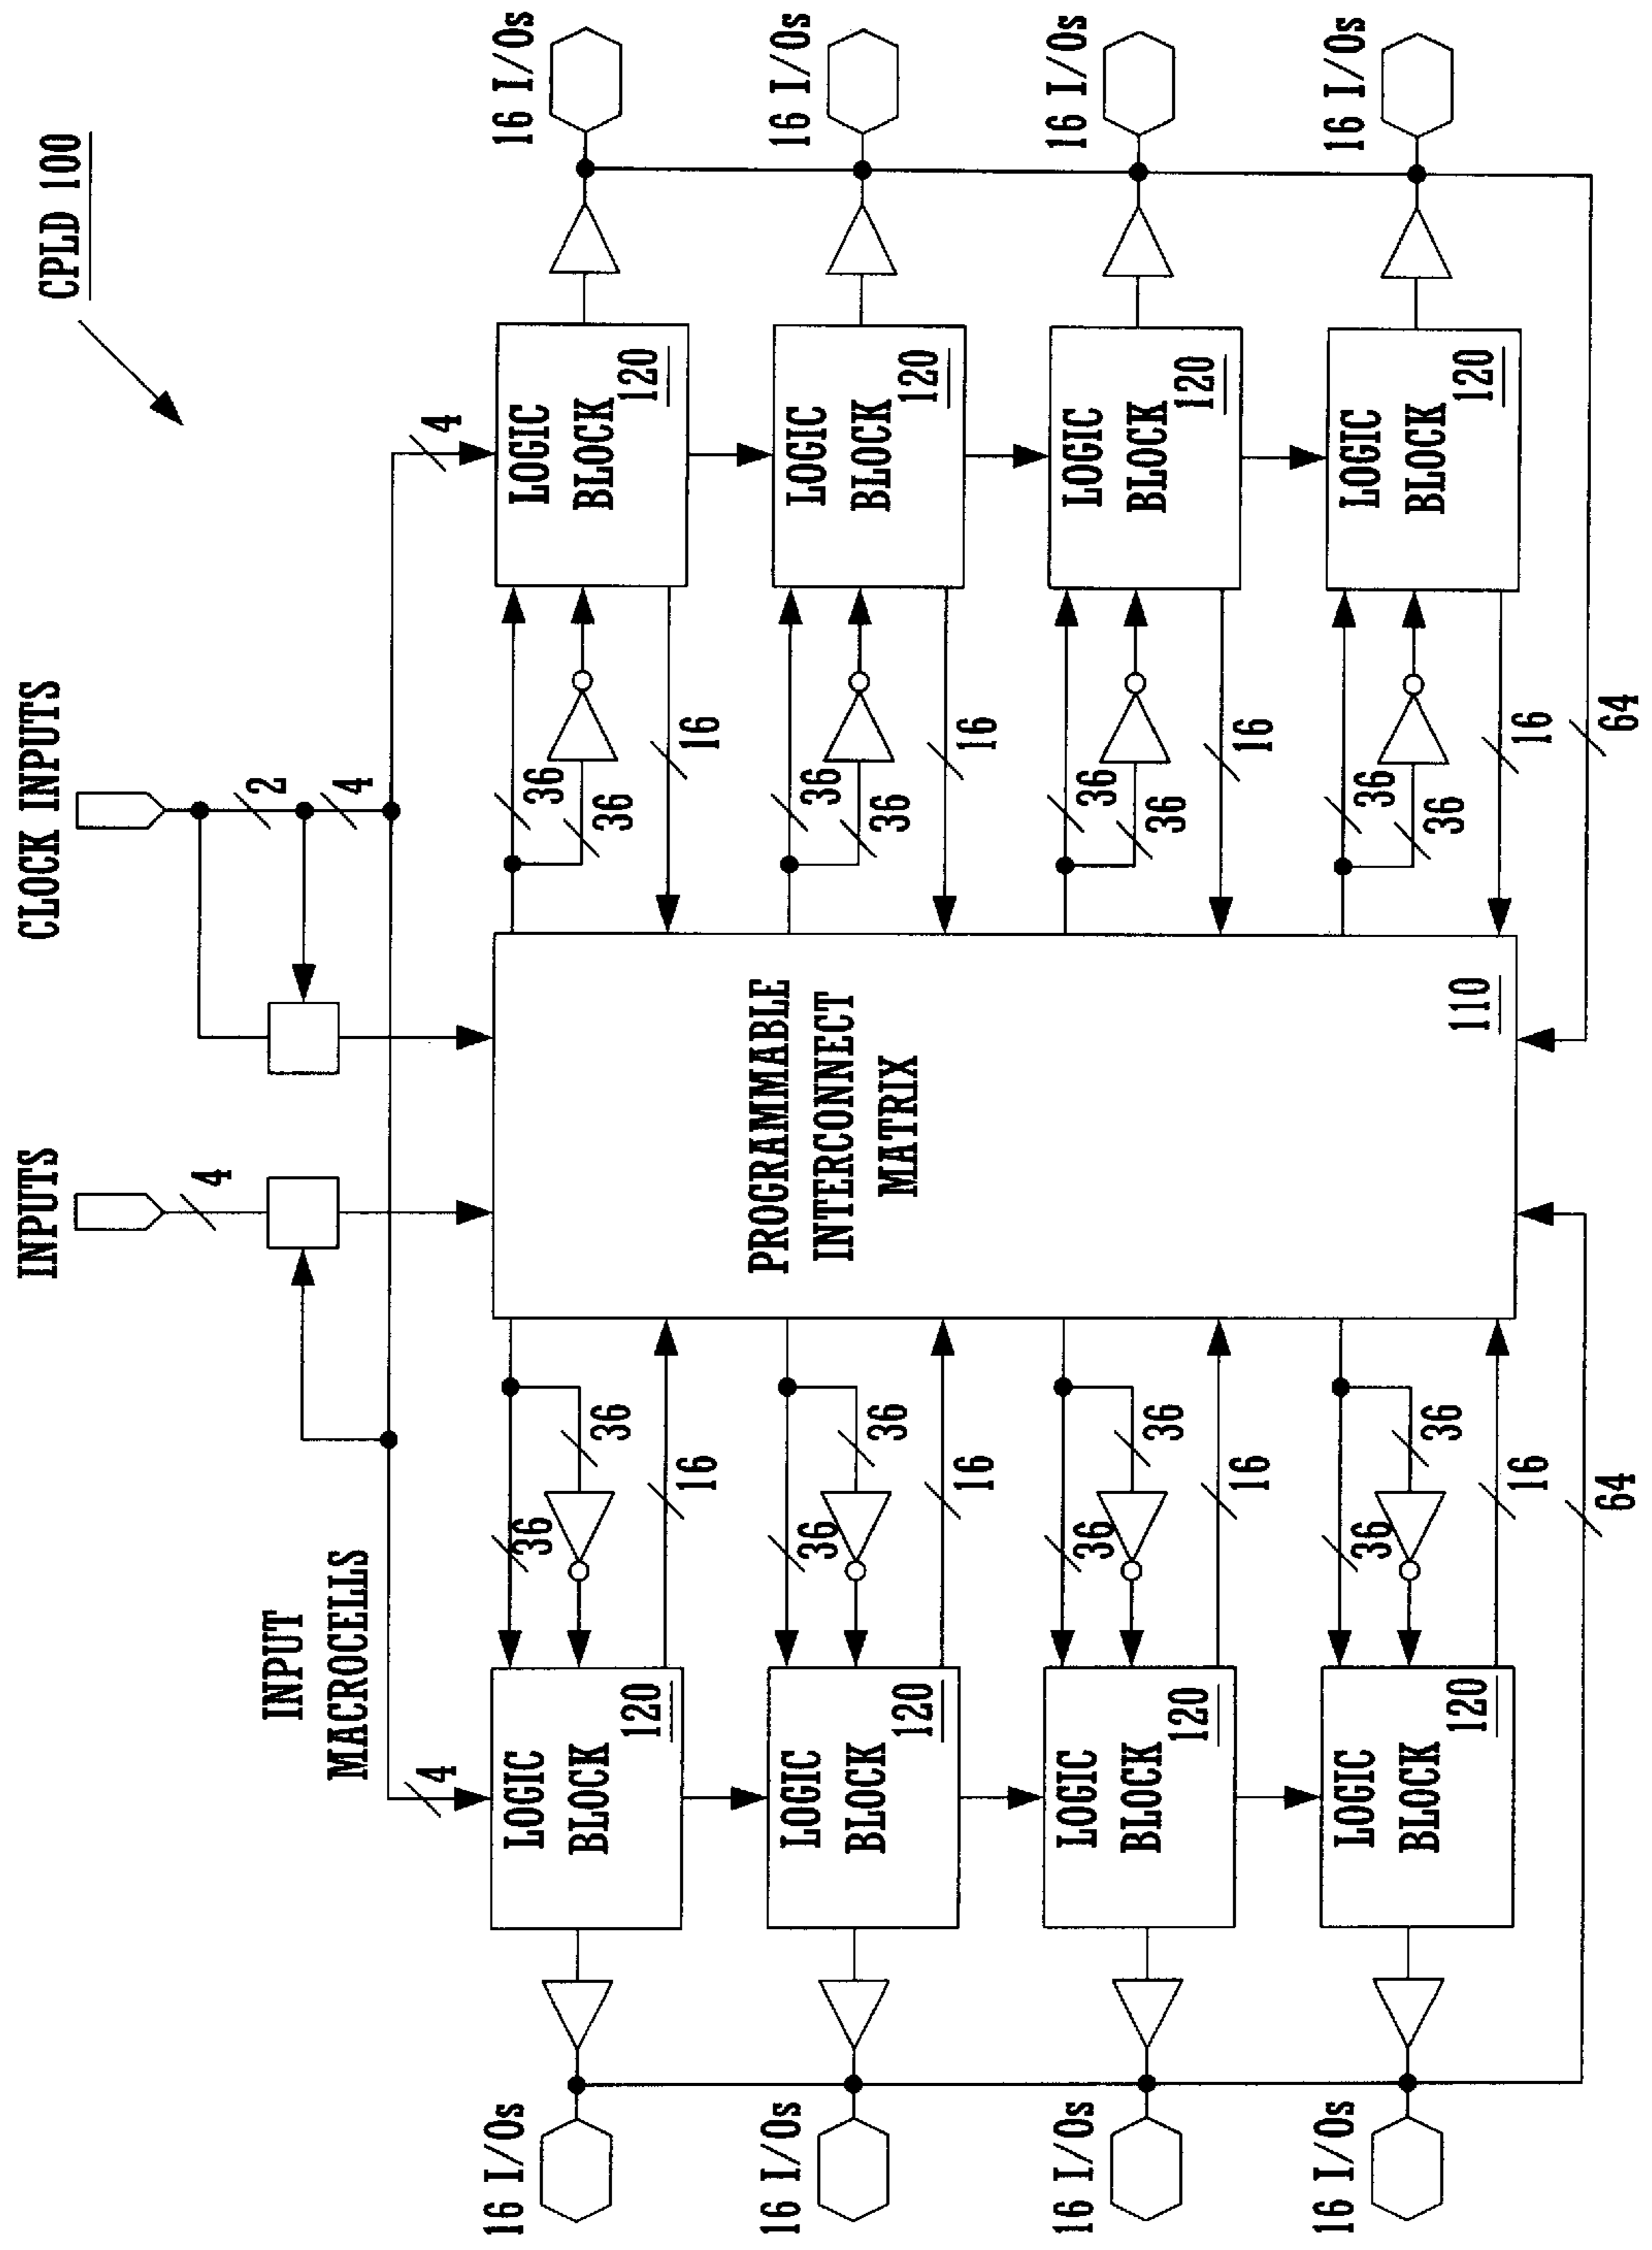 CPLD 100
INPUTS
CLOCK INPUTS
4
2
4
INPUT
MACROCELLS
4
4
16 I/Os
LOGIC
BLOCK
120
36
36
16
36
36
16
LOGIC
BLOCK
120
16 I/Os
PROGRAMMABLE
INTERCONNECT
MATRIX
16 I/Os
LOGIC
BLOCK
120
36
36
16
36
36
16
LOGIC
BLOCK
120
16 I/Os
16 I/Os
LOGIC
BLOCK
120
36
36
16
36
36
16
LOGIC
BLOCK
120
16 I/Os
16 I/Os
LOGIC
BLOCK
120
36
36
16
110
36
36
16
LOGIC
BLOCK
120
16 I/Os
64
64